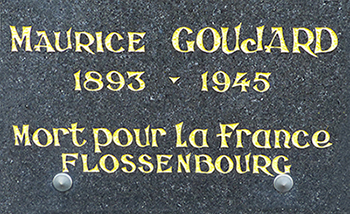 MAURICE GOUJARD
1893 - 1945
Mort pour La France
FLOSSENBOURG